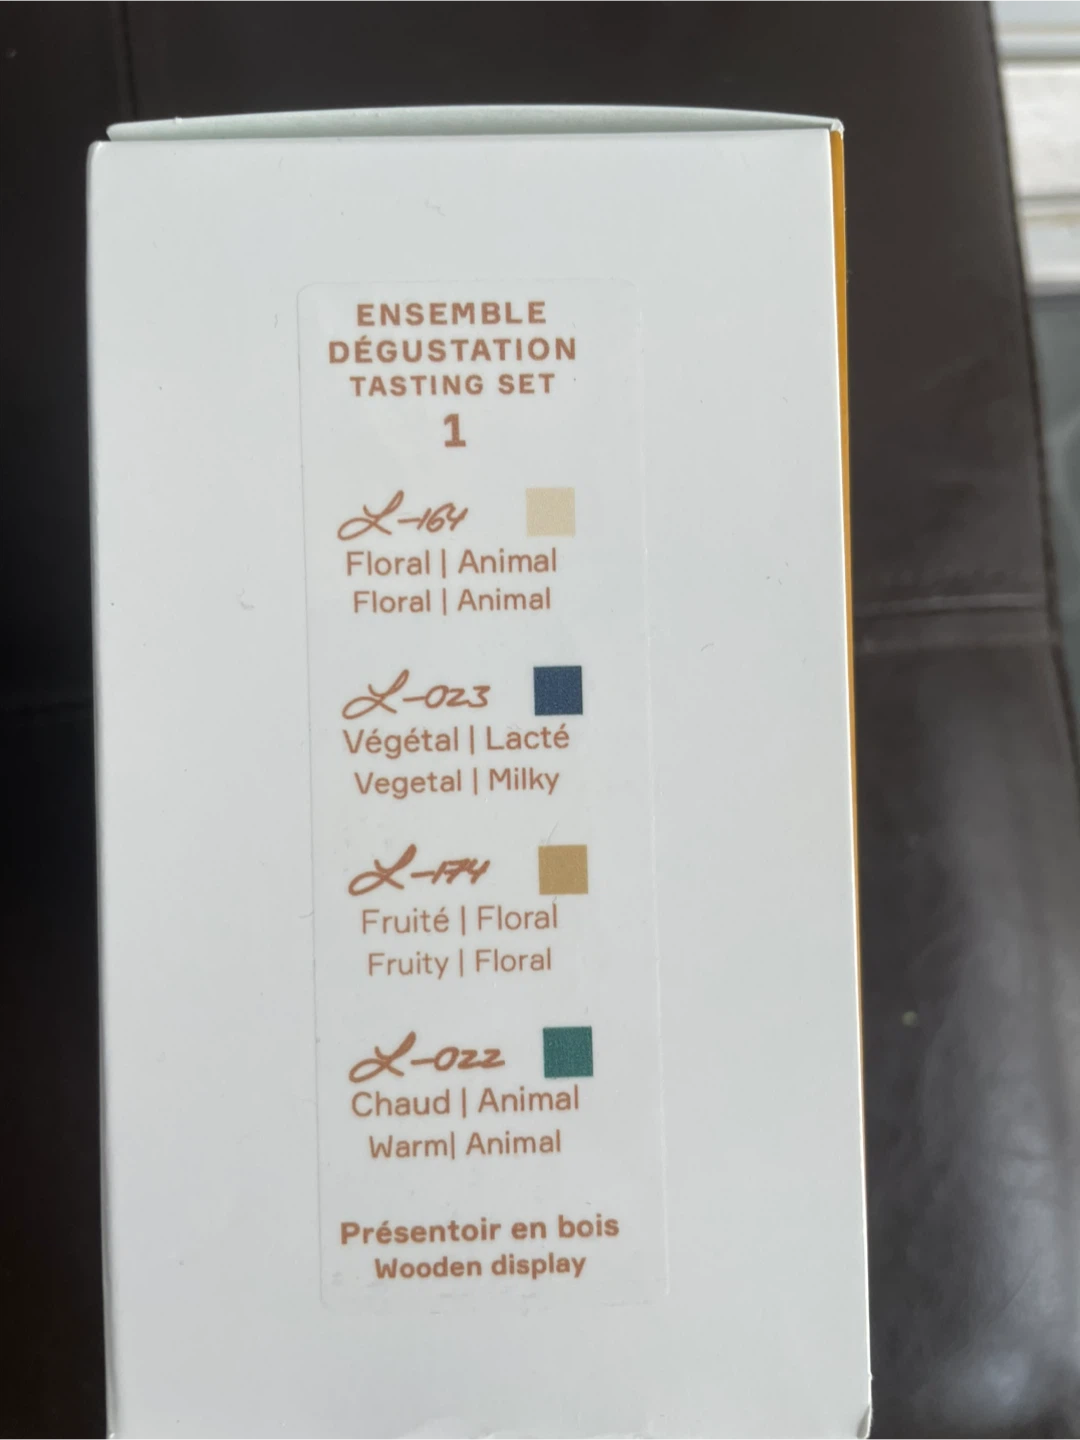 ENSEMBLE
DÉGUSTATION
TASTING SET
1
L-164
Floral | Animal
Floral | Animal
L-023
Végétal | Lacté
Vegetal | Milky
L-174
Fruité | Floral
Fruity | Floral
L-022
Chaud | Animal
Warm| Animal
Présentoir en bois
Wooden display